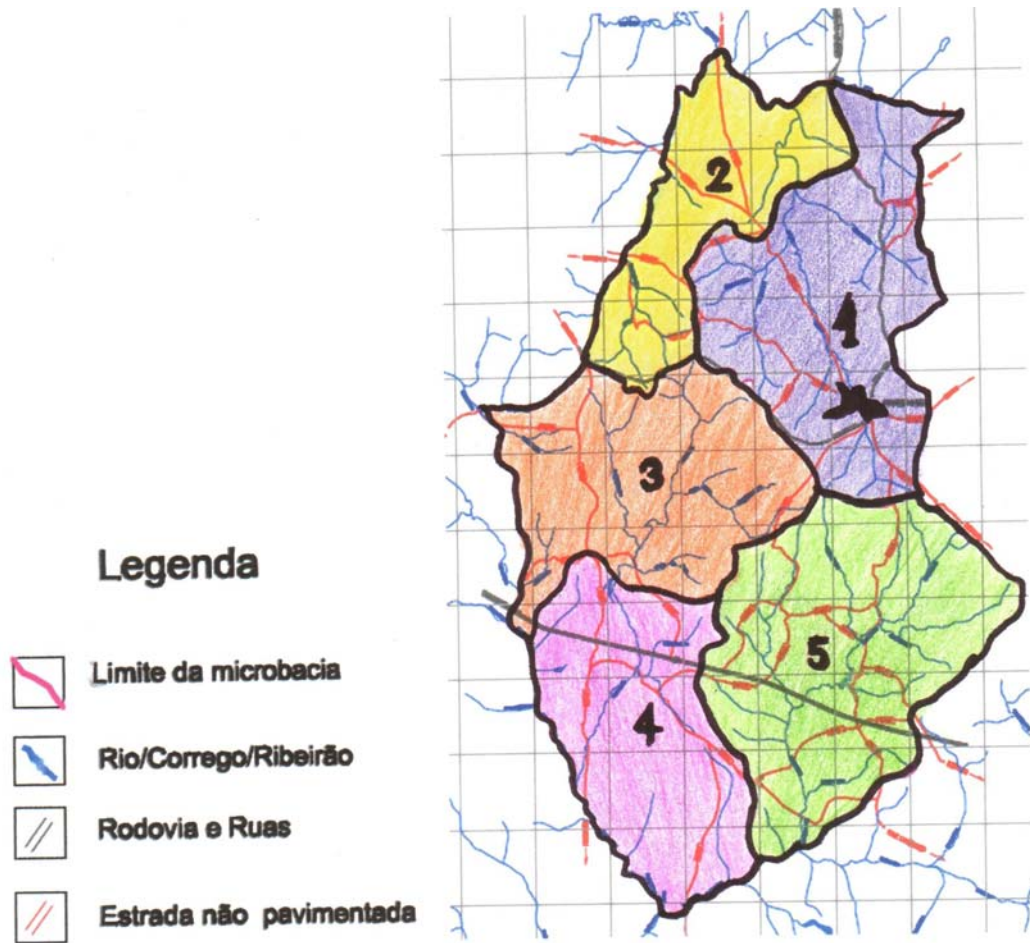 2
1
3
5
4
Legenda
Limite da microbacia
Rio/Corrego/Ribeirão
Rodovia e Ruas
Estrada não pavimentada